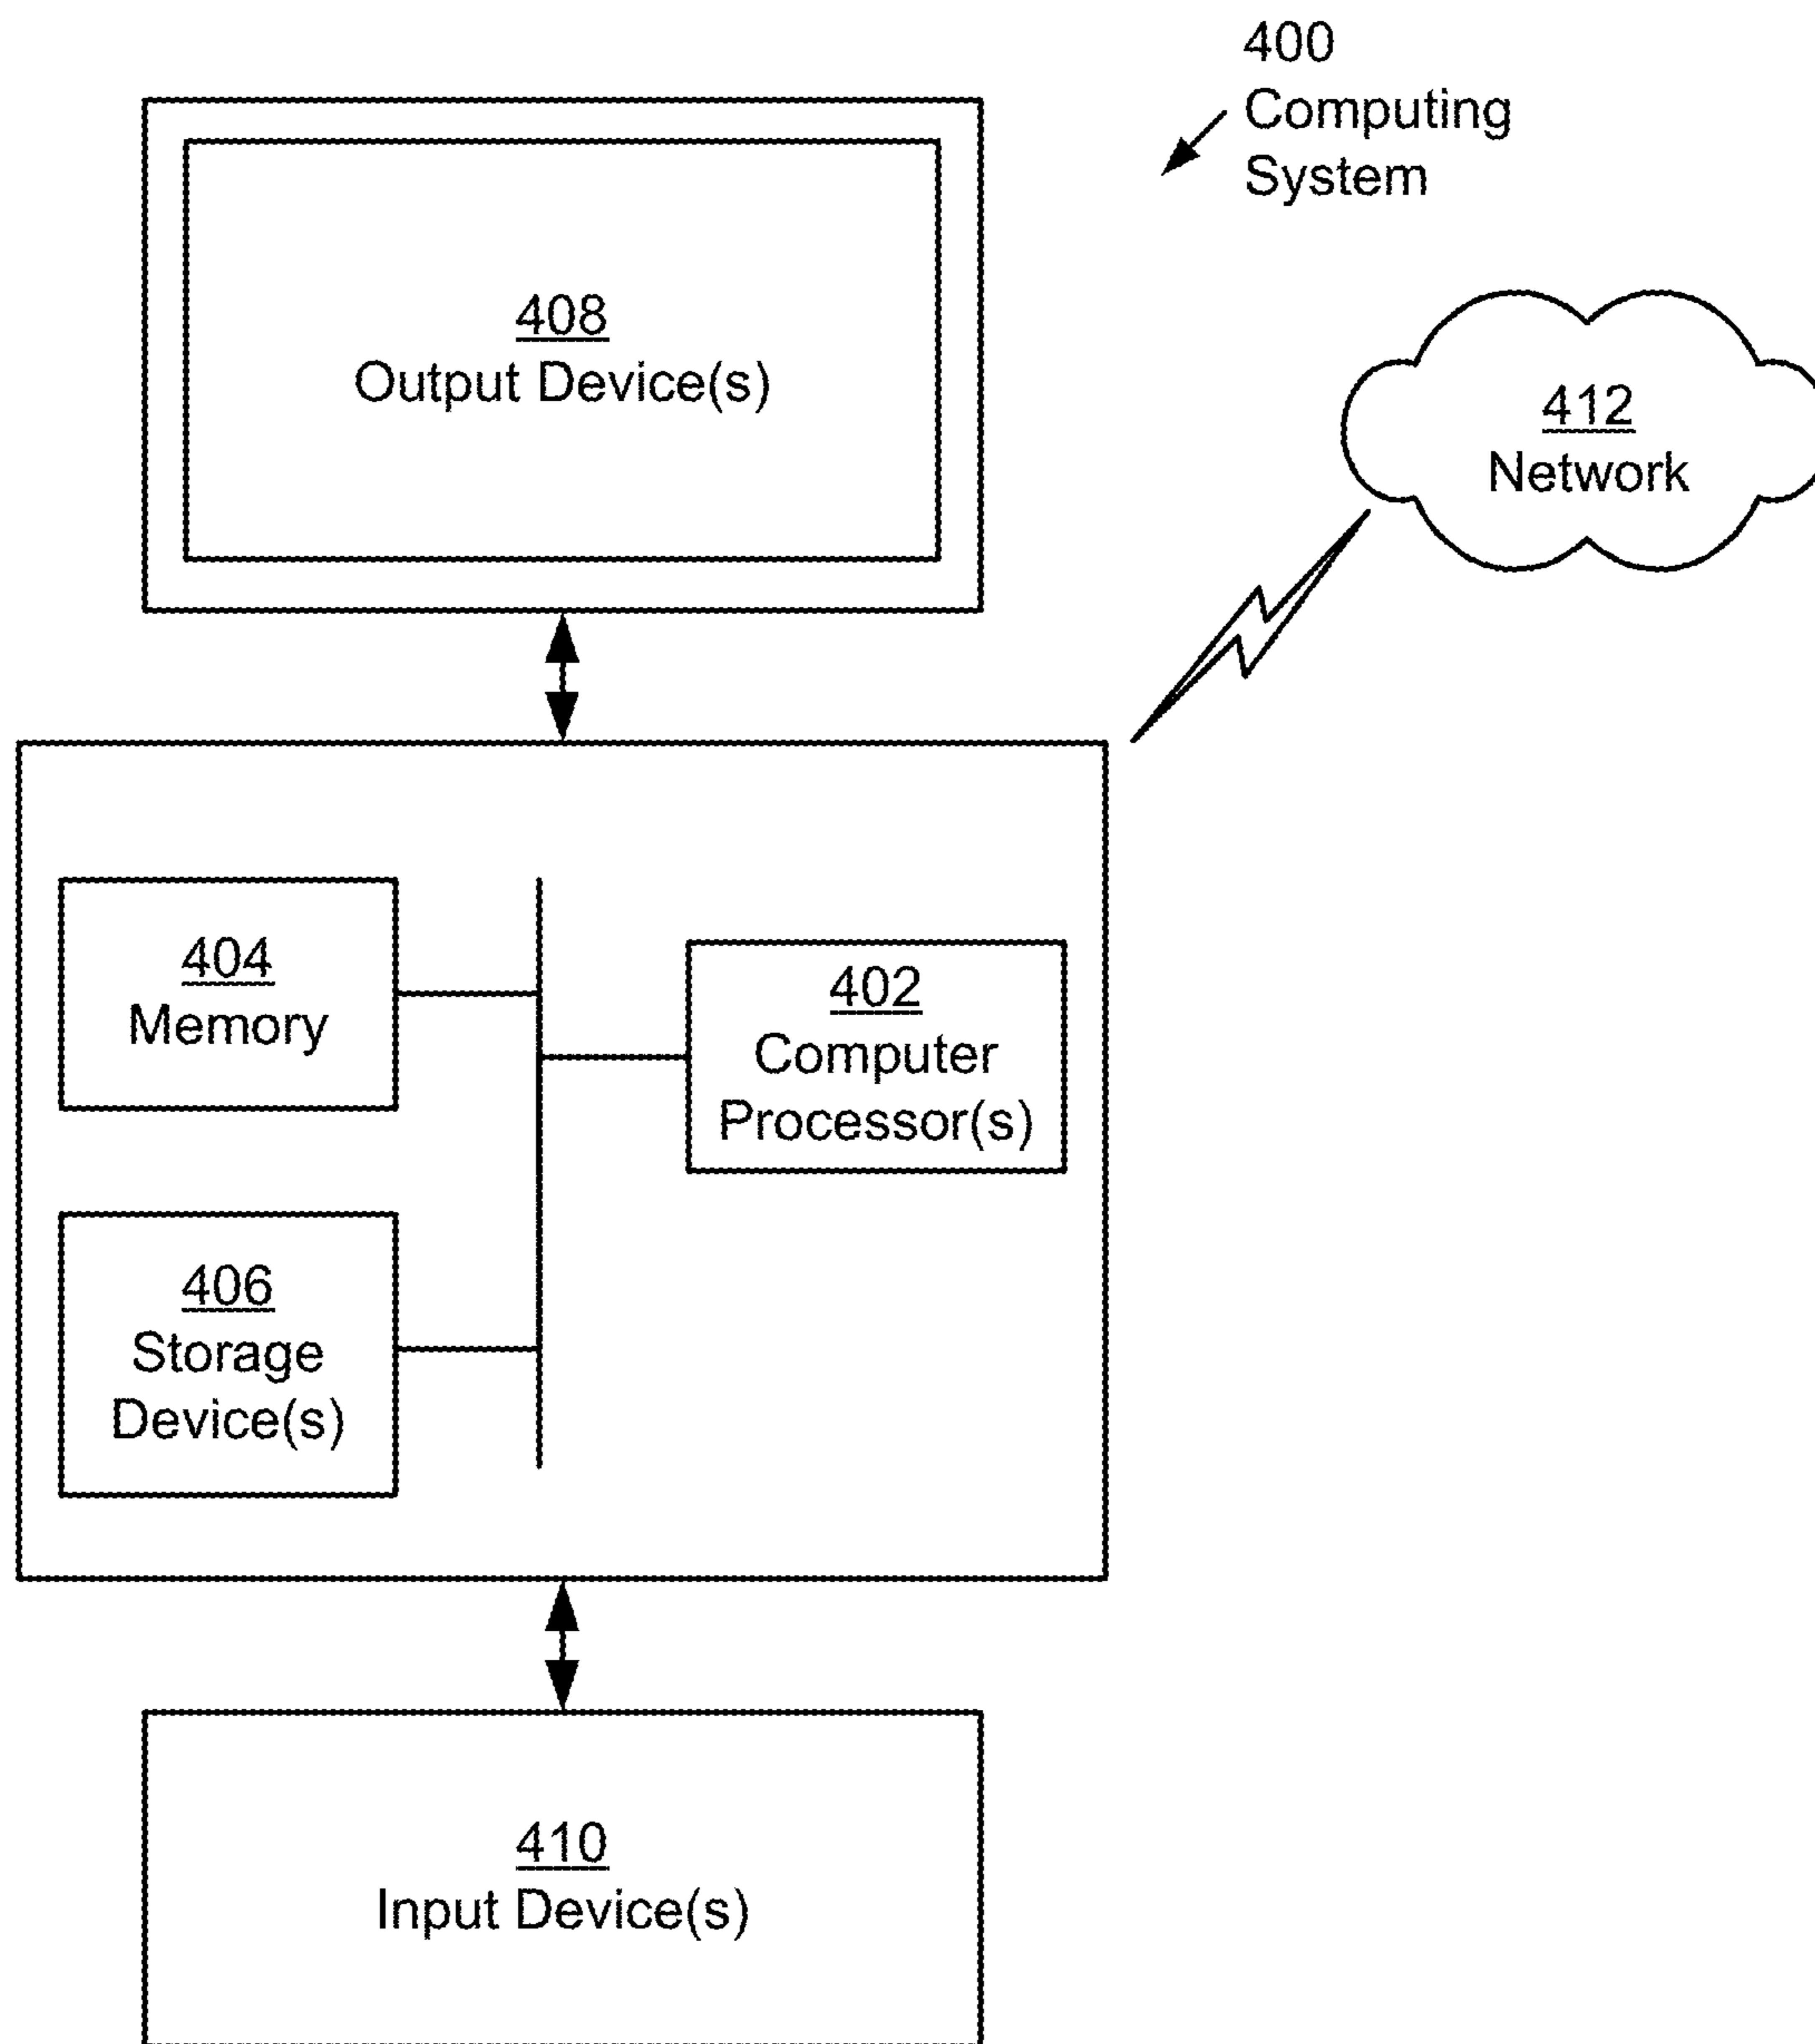 400
Computing
System
408
Output Device(s)
412
Network
404
Memory
402
Computer
Processor(s)
406
Storage
Device(s)
410
Input Device(s)